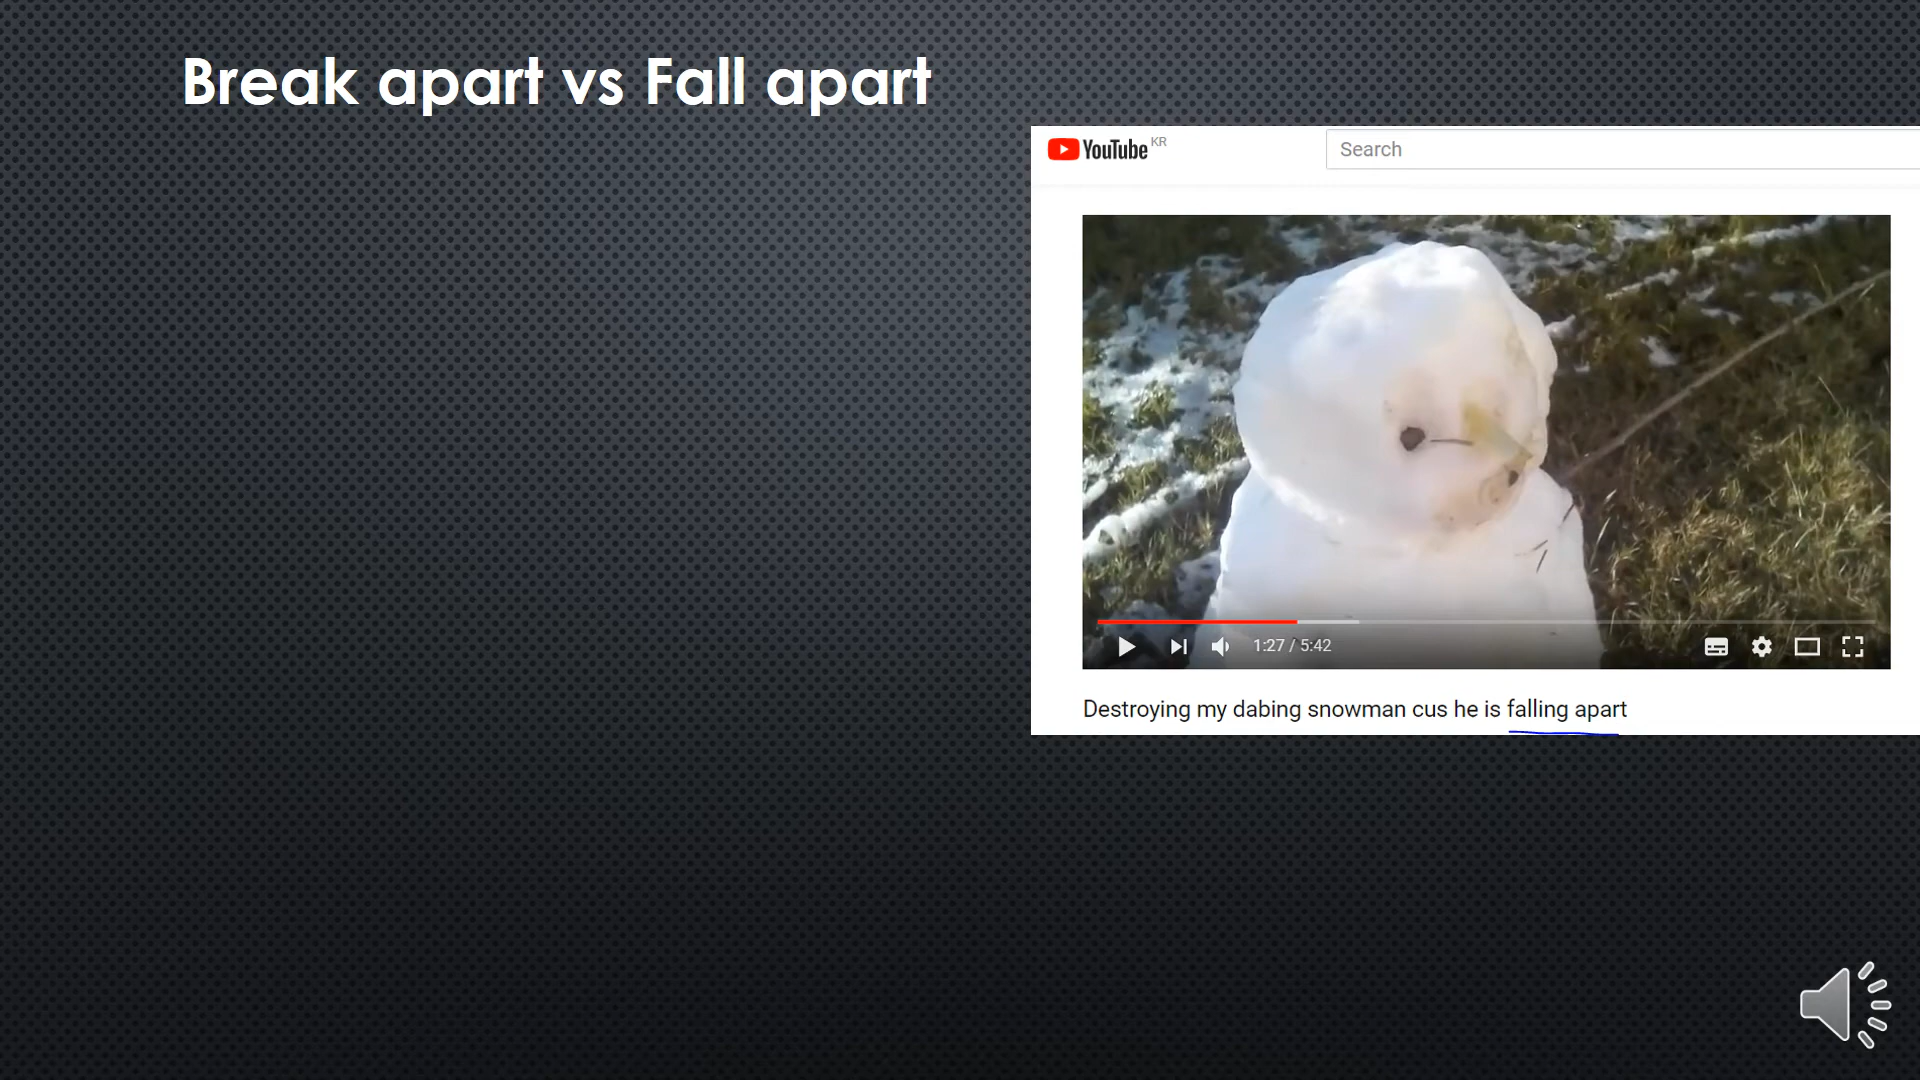 Break apart vs Fall apart
YouTube KR
Search
1:27 / 5:42
Destroying my dabing snowman cus he is falling apart